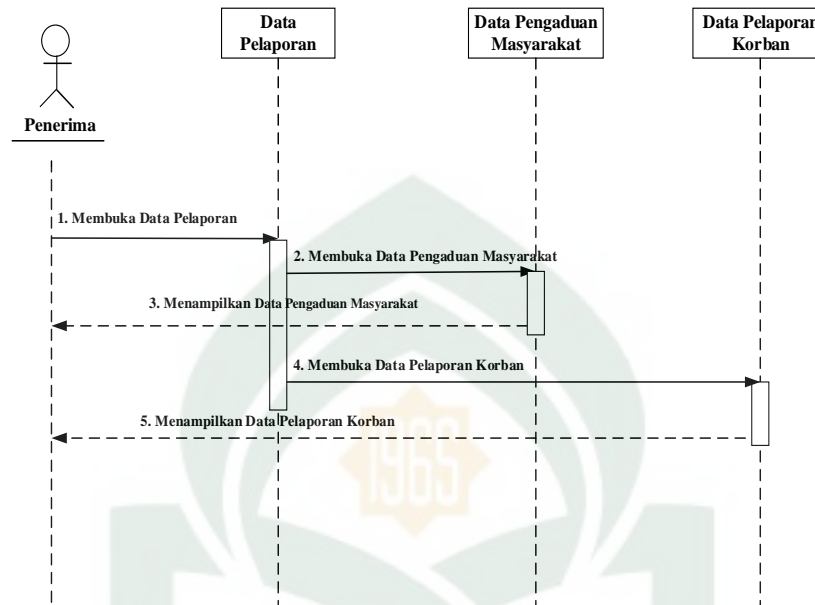 Data
Pelaporan
Data Pengaduan
Masyarakat
Data Pelaporan
Korban
Penerima
1. Membuka Data Pelaporan
2. Membuka Data Pengaduan Masyarakat
3. Menampilkan Data Pengaduan Masyarakat
4. Membuka Data Pelaporan Korban
5. Menampilkan Data Pelaporan Korban
1965